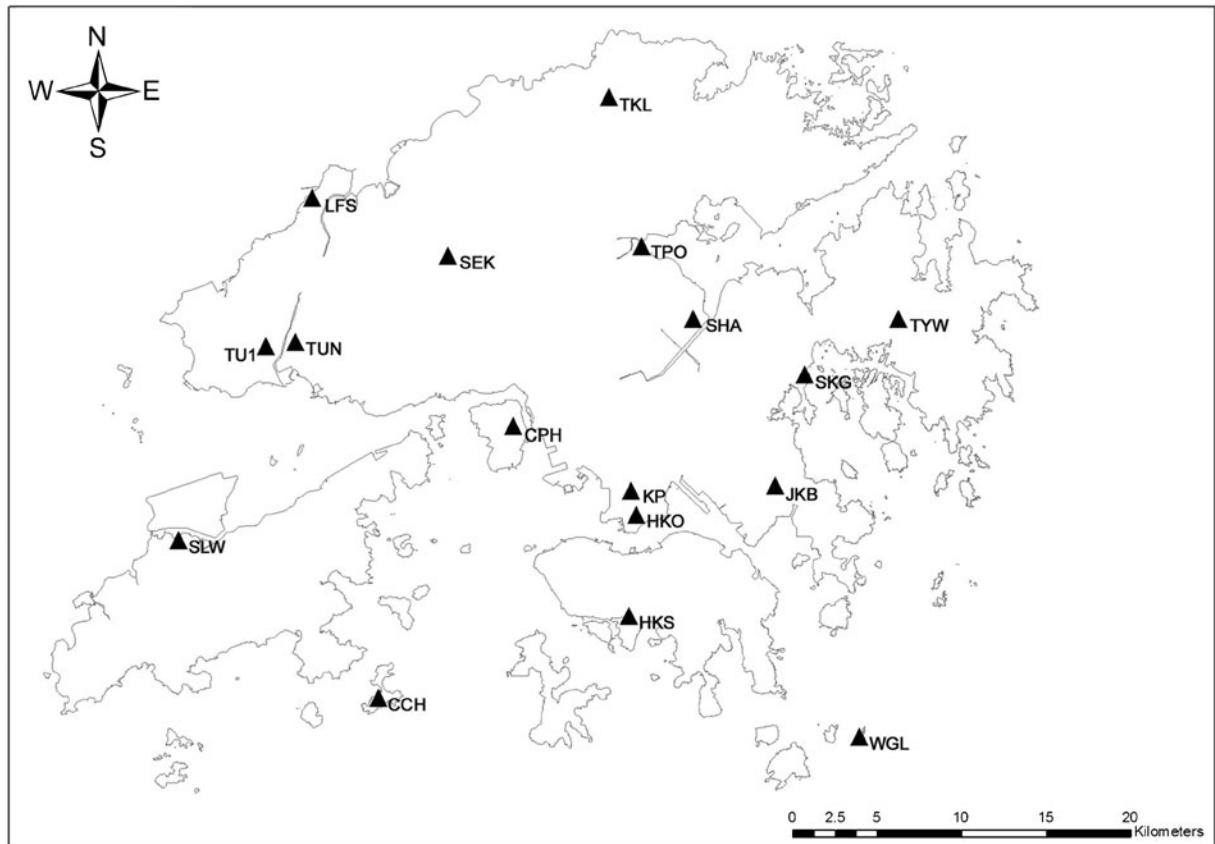 N
W E
S
TKL
LFS
TPO
SEK
SHA
TYW
TU1 TUN
SKG
CPH
KP
JKB
HKO
SLW
HKS
CCH
WGL
0 2.5 5 10 15 20
Kilometers